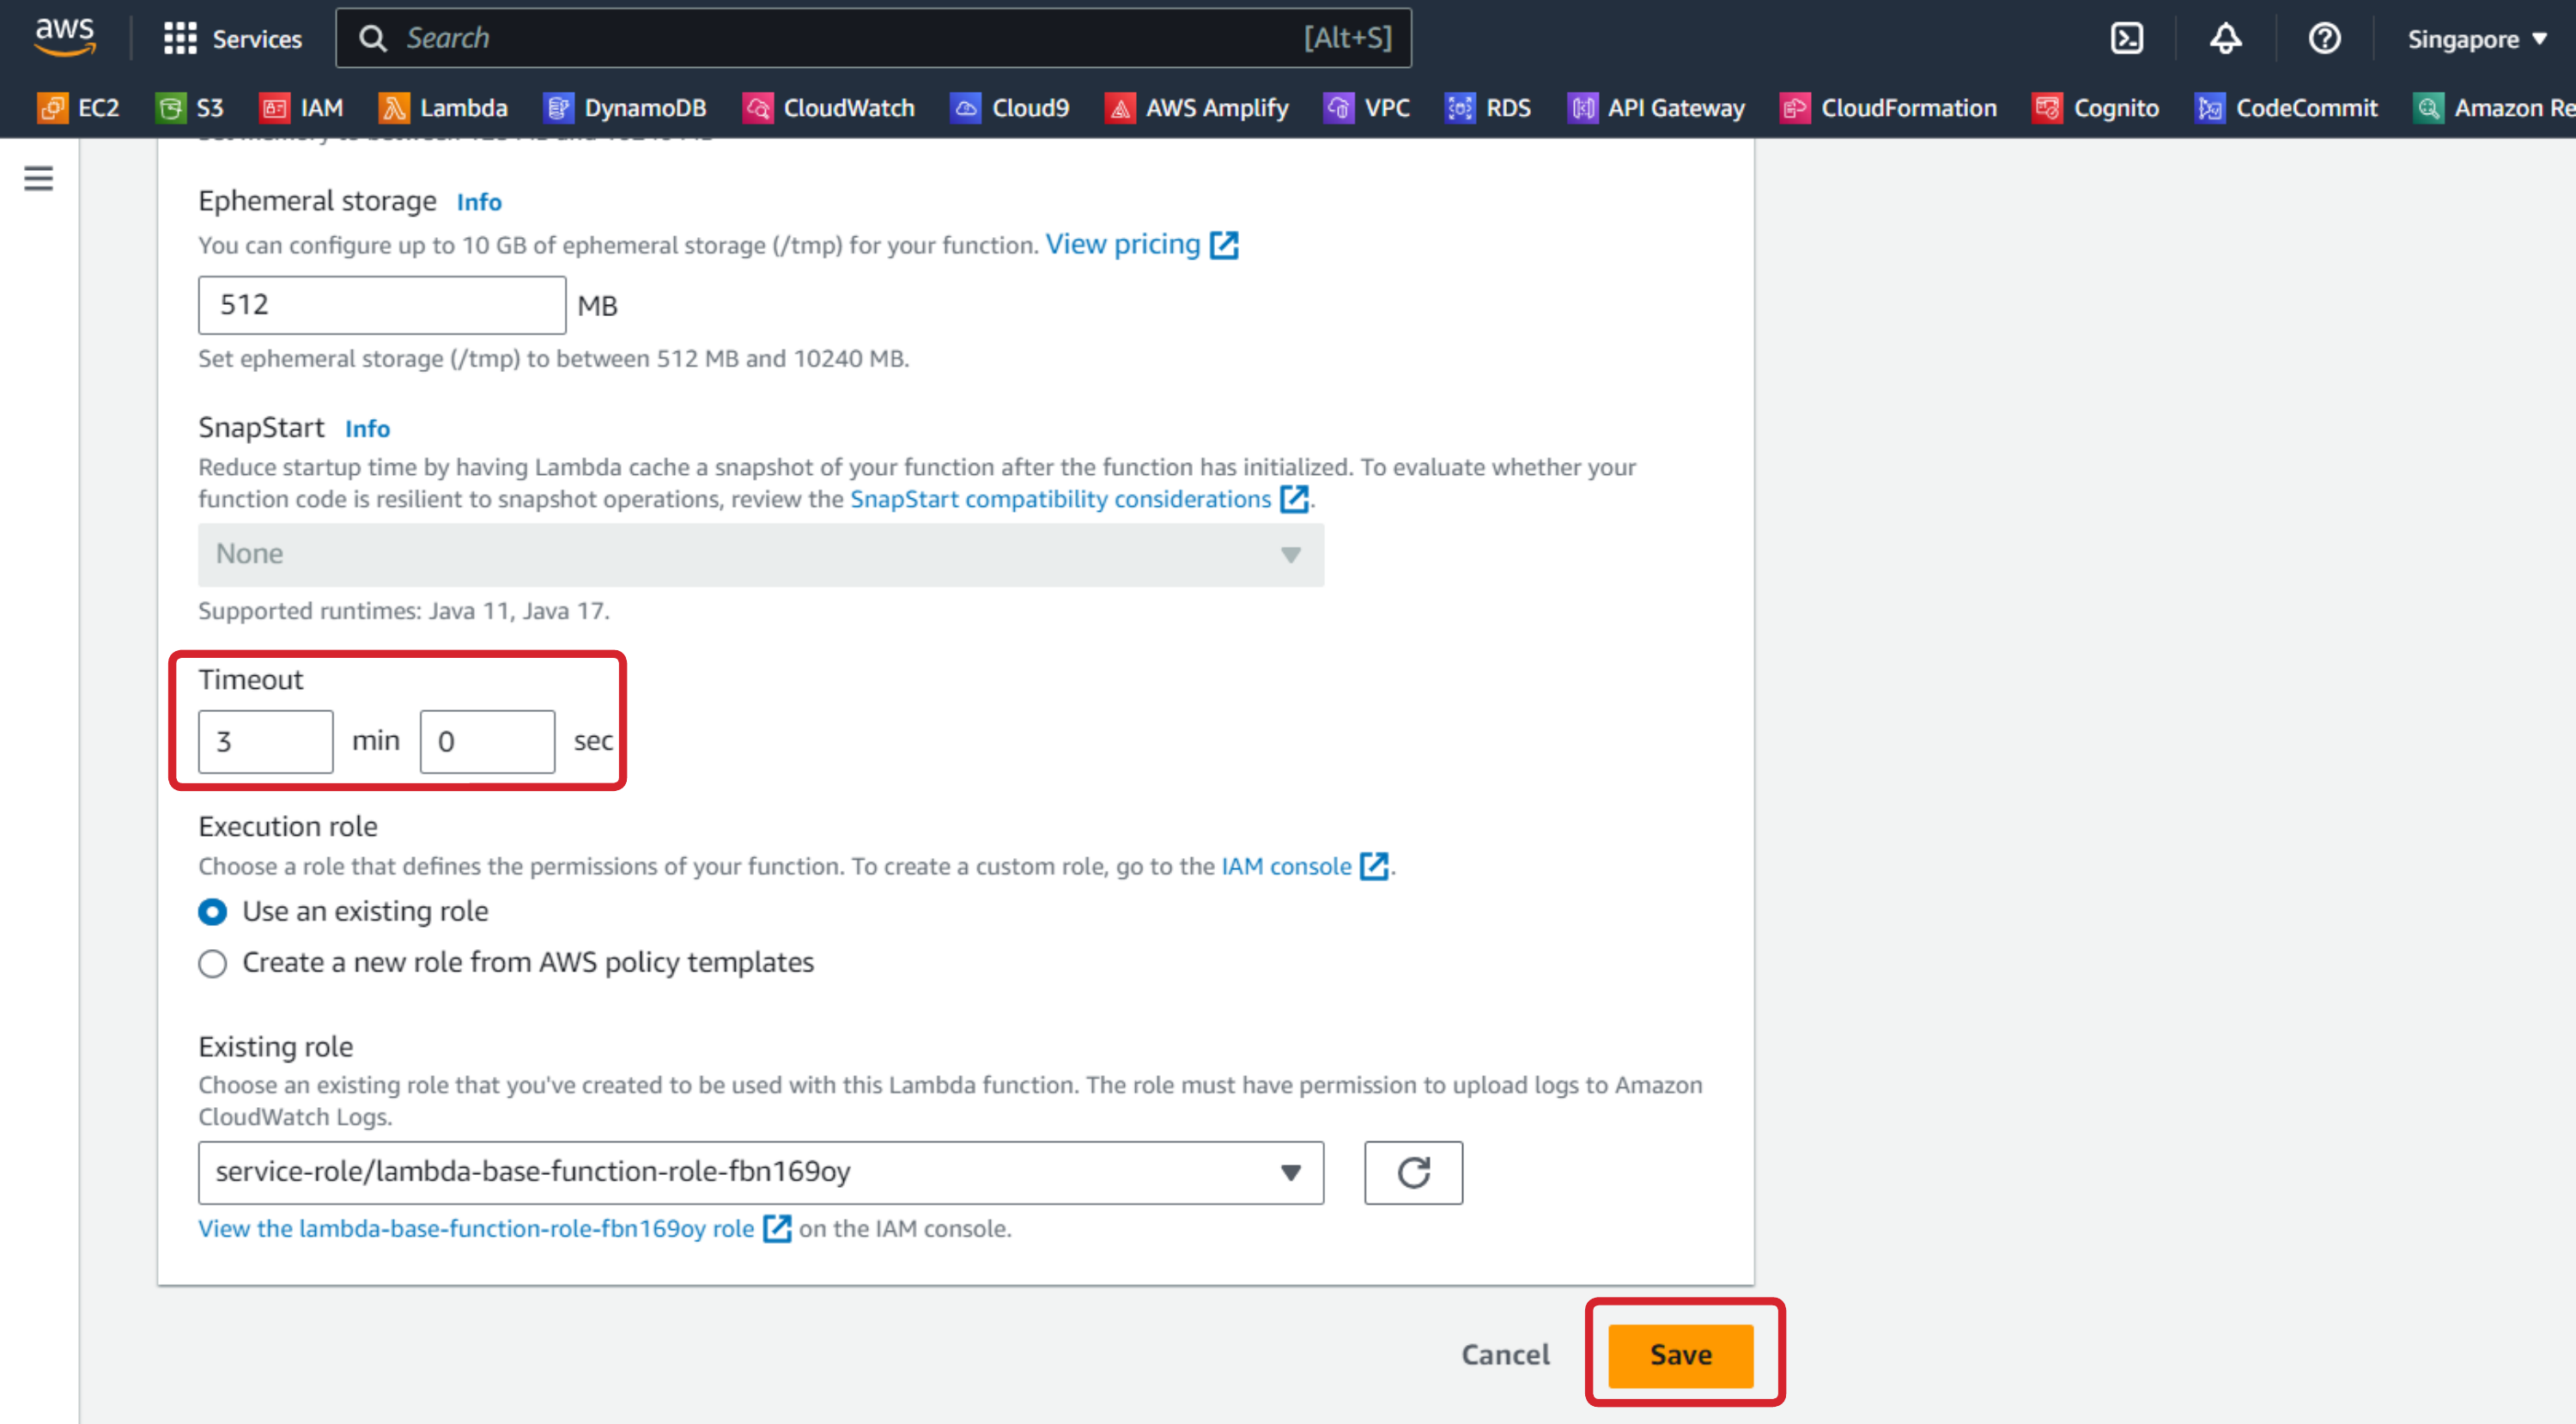 aws Services Search [Alt+S] Singapore
EC2 S3 IAM Lambda DynamoDB CloudWatch Cloud9 AWS Amplify VPC RDS API Gateway CloudFormation Cognito CodeCommit Amazon Re
Ephemeral storage Info
You can configure up to 10 GB of ephemeral storage (/tmp) for your function. View pricing
512 MB
Set ephemeral storage (/tmp) to between 512 MB and 10240 MB.
SnapStart Info
Reduce startup time by having Lambda cache a snapshot of your function after the function has initialized. To evaluate whether your
function code is resilient to snapshot operations, review the SnapStart compatibility considerations .
None
Supported runtimes: Java 11, Java 17.
Timeout
3 min 0 sec
Execution role
Choose a role that defines the permissions of your function. To create a custom role, go to the IAM console .
Use an existing role
Create a new role from AWS policy templates
Existing role
Choose an existing role that you've created to be used with this Lambda function. The role must have permission to upload logs to Amazon
CloudWatch Logs.
service-role/lambda-base-function-role-fbn169oy
View the lambda-base-function-role-fbn169oy role on the IAM console.
Cancel Save